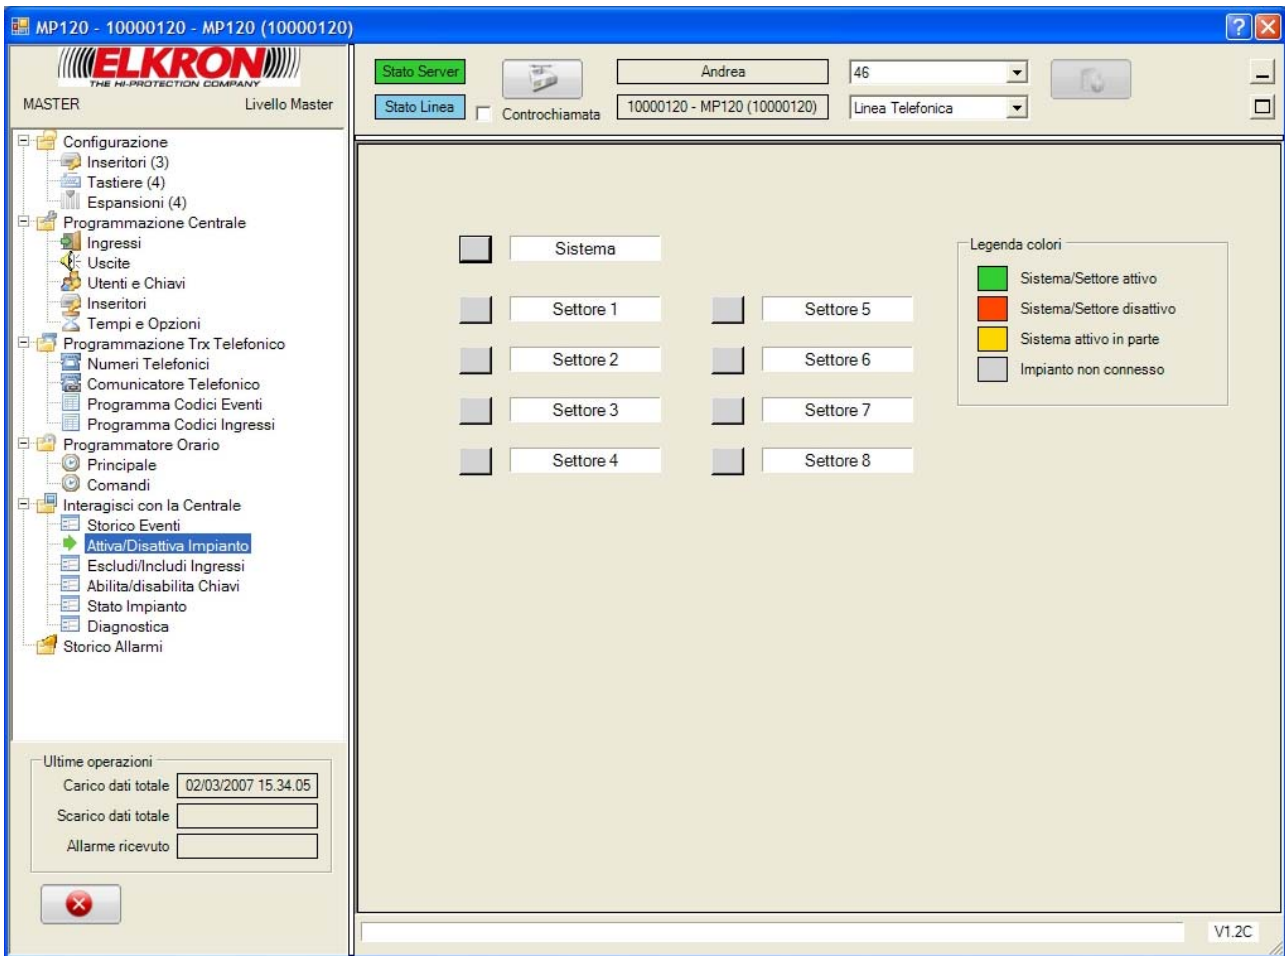 MP120 - 10000120 - MP120 (10000120)
ELKRON
THE HI-PROTECTION COMPANY
MASTER Livello Master
Stato Server
Andrea
46
Stato Linea
Controchiamata
10000120 - MP120 (10000120)
Linea Telefonica
Configurazione
Inseritori (3)
Tastiere (4)
Espansioni (4)
Programmazione Centrale
Ingressi
Uscite
Utenti e Chiavi
Inseritori
Tempi e Opzioni
Programmazione Trx Telefonico
Numeri Telefonici
Comunicatore Telefonico
Programma Codici Eventi
Programma Codici Ingressi
Programmatore Orario
Principale
Comandi
Interagisci con la Centrale
Storico Eventi
Attiva/Disattiva Impianto
Escludi/Includi Ingressi
Abilita/disabilita Chiavi
Stato Impianto
Diagnostica
Storico Allarmi
Sistema
Settore 1 Settore 5
Settore 2 Settore 6
Settore 3 Settore 7
Settore 4 Settore 8
Legenda colori
Sistema/Settore attivo
Sistema/Settore disattivo
Sistema attivo in parte
Impianto non connesso
Ultime operazioni
Carico dati totale 02/03/2007 15.34.05
Scarico dati totale
Allarme ricevuto
V1.2C